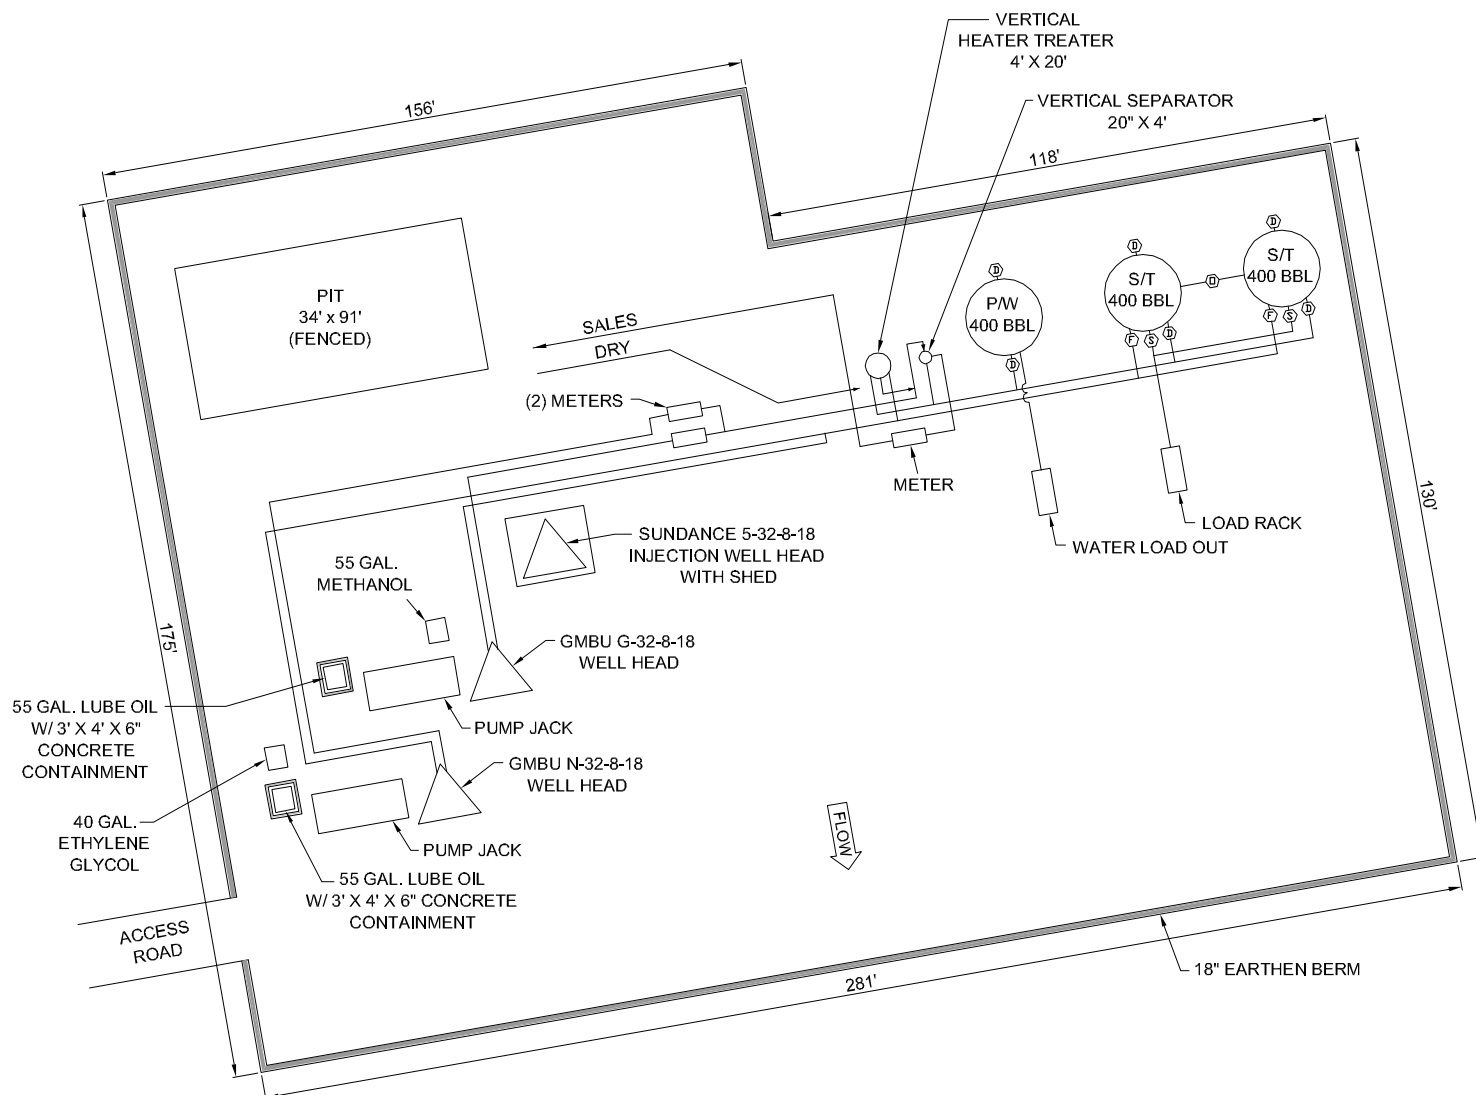 VERTICAL
HEATER TREATER
4' X 20'
VERTICAL SEPARATOR
20" X 4'
156'
118'
D
D
D
S/T
400 BBL
S/T
400 BBL
O
P/W
400 BBL
PIT
34' x 91'
(FENCED)
F
S
D
F
S
D
D
SALES
DRY
(2) METERS
METER
130'
LOAD RACK
WATER LOAD OUT
SUNDANCE 5-32-8-18
INJECTION WELL HEAD
WITH SHED
55 GAL.
METHANOL
175'
GMBU G-32-8-18
WELL HEAD
55 GAL. LUBE OIL
W/ 3' X 4' X 6"
CONCRETE
CONTAINMENT
PUMP JACK
GMBU N-32-8-18
WELL HEAD
40 GAL.
ETHYLENE
GLYCOL
FLOW
PUMP JACK
55 GAL. LUBE OIL
W/ 3' X 4' X 6" CONCRETE
CONTAINMENT
ACCESS
ROAD
18" EARTHEN BERM
281'